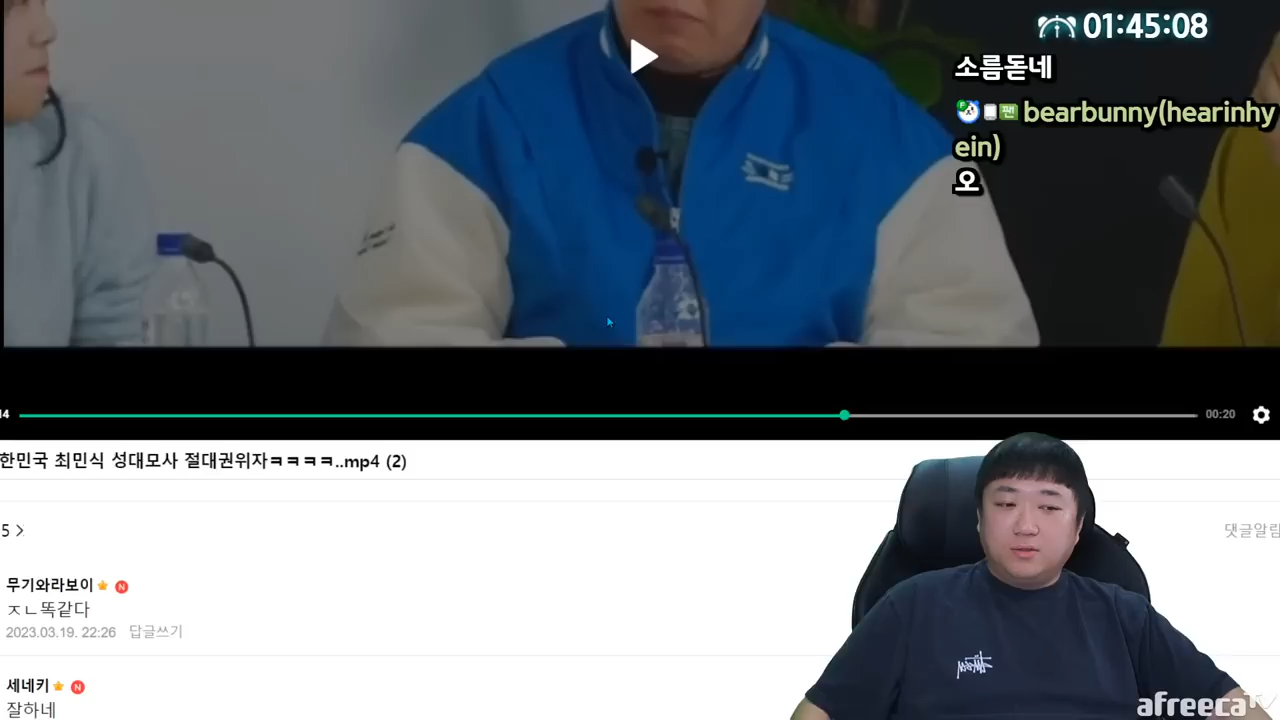 01:45:08
소름돋네
bearbunny(hearinhy
ein)
오
14
00:20
한민국 최민식 성대모사 절대권위자ㅋㅋㅋㅋ..mp4 (2)
5 >
댓글알림
무기와라보이 N
ㅈㄴ똑같다
2023.03.19. 22:26 답글쓰기
세네키 N
잘하네
afreecaTV